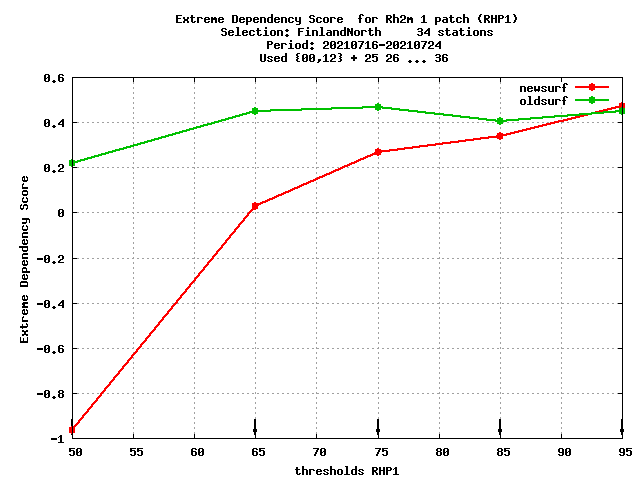 Extreme Dependency Score  for Rh2m 1 patch (RHP1)
Selection: FinlandNorth     34 stations
Period: 20210716-20210724
Used {00,12} + 25 26 ... 36
newsurf
oldsurf
0.6
0.4
0.2
0
-0.2
-0.4
-0.6
-0.8
-1
Extreme Dependency Score
50 55 60 65 70 75 80 85 90 95
thresholds RHP1